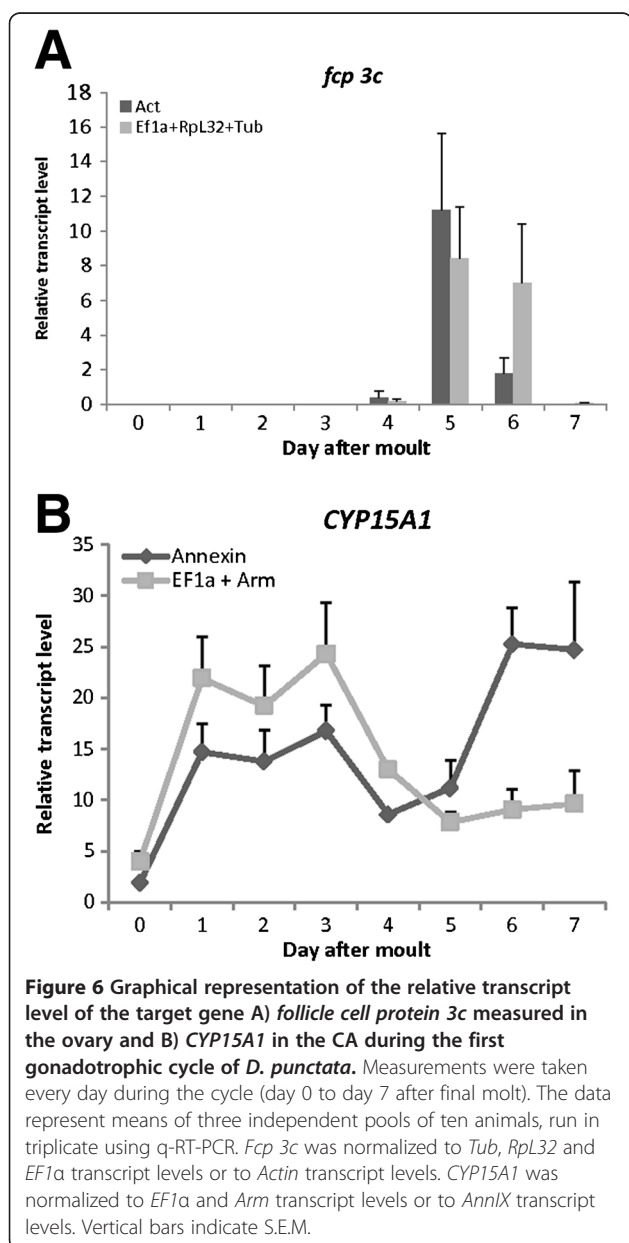 A
fcp 3c
18
16
14
12
10
8
6
4
2
0
Relative transcript level
Act
Ef1a+RpL32+Tub
0 1 2 3 4 5 6 7
Day after moult
B
CYP15A1
35
30
25
20
15
10
5
0
Relative transcript level
Annexin
EF1a + Arm
0 1 2 3 4 5 6 7
Day after moult
Figure 6 Graphical representation of the relative transcript
level of the target gene A) follicle cell protein 3c measured in
the ovary and B) CYP15A1 in the CA during the first
gonadotrophic cycle of D. punctata. Measurements were taken
every day during the cycle (day 0 to day 7 after final molt). The data
represent means of three independent pools of ten animals, run in
triplicate using q-RT-PCR. Fcp 3c was normalized to Tub, RpL32 and
EF1α transcript levels or to Actin transcript levels. CYP15A1 was
normalized to EF1α and Arm transcript levels or to AnnIX transcript
levels. Vertical bars indicate S.E.M.